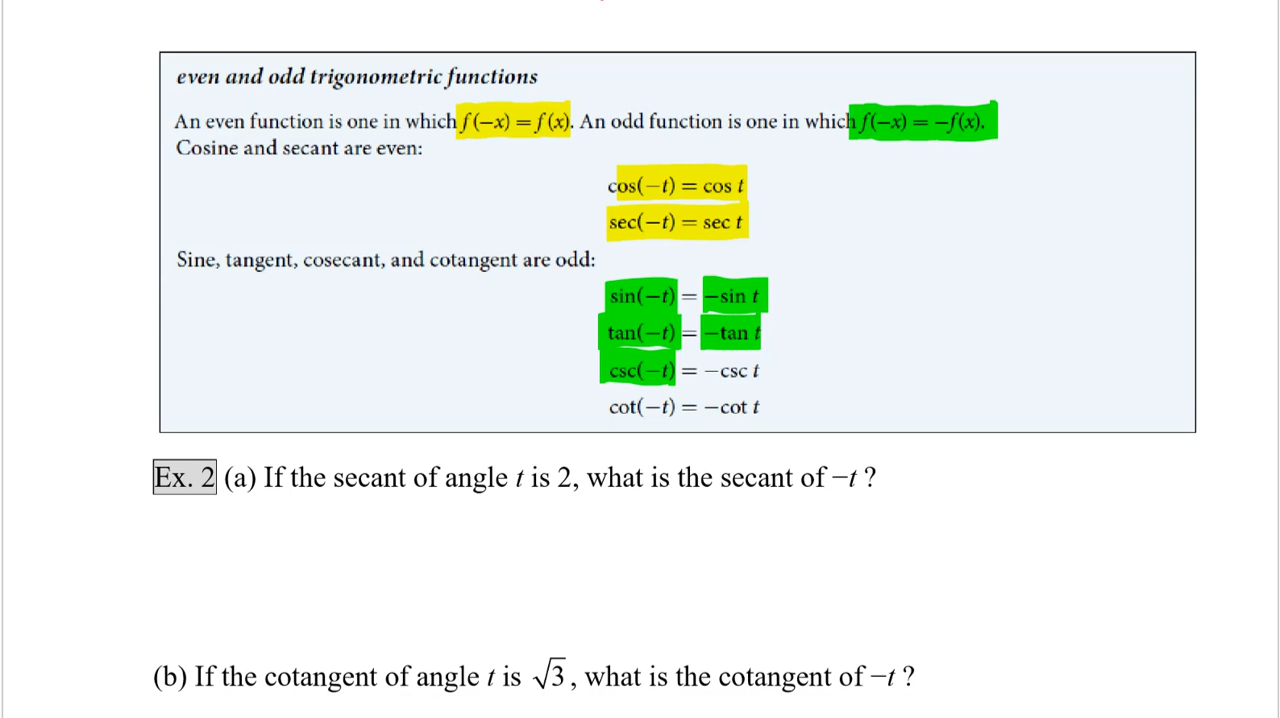 even and odd trigonometric functions
An even function is one in which f(−x) = f(x). An odd function is one in which f(−x) = −f(x).
Cosine and secant are even:
cos(−t) = cos t
sec(−t) = sec t
Sine, tangent, cosecant, and cotangent are odd:
sin(−t) = −sin t
tan(−t) = −tan t
csc(−t) = −csc t
cot(−t) = −cot t
Ex. 2 (a) If the secant of angle t is 2, what is the secant of −t ?
(b) If the cotangent of angle t is √3, what is the cotangent of −t ?